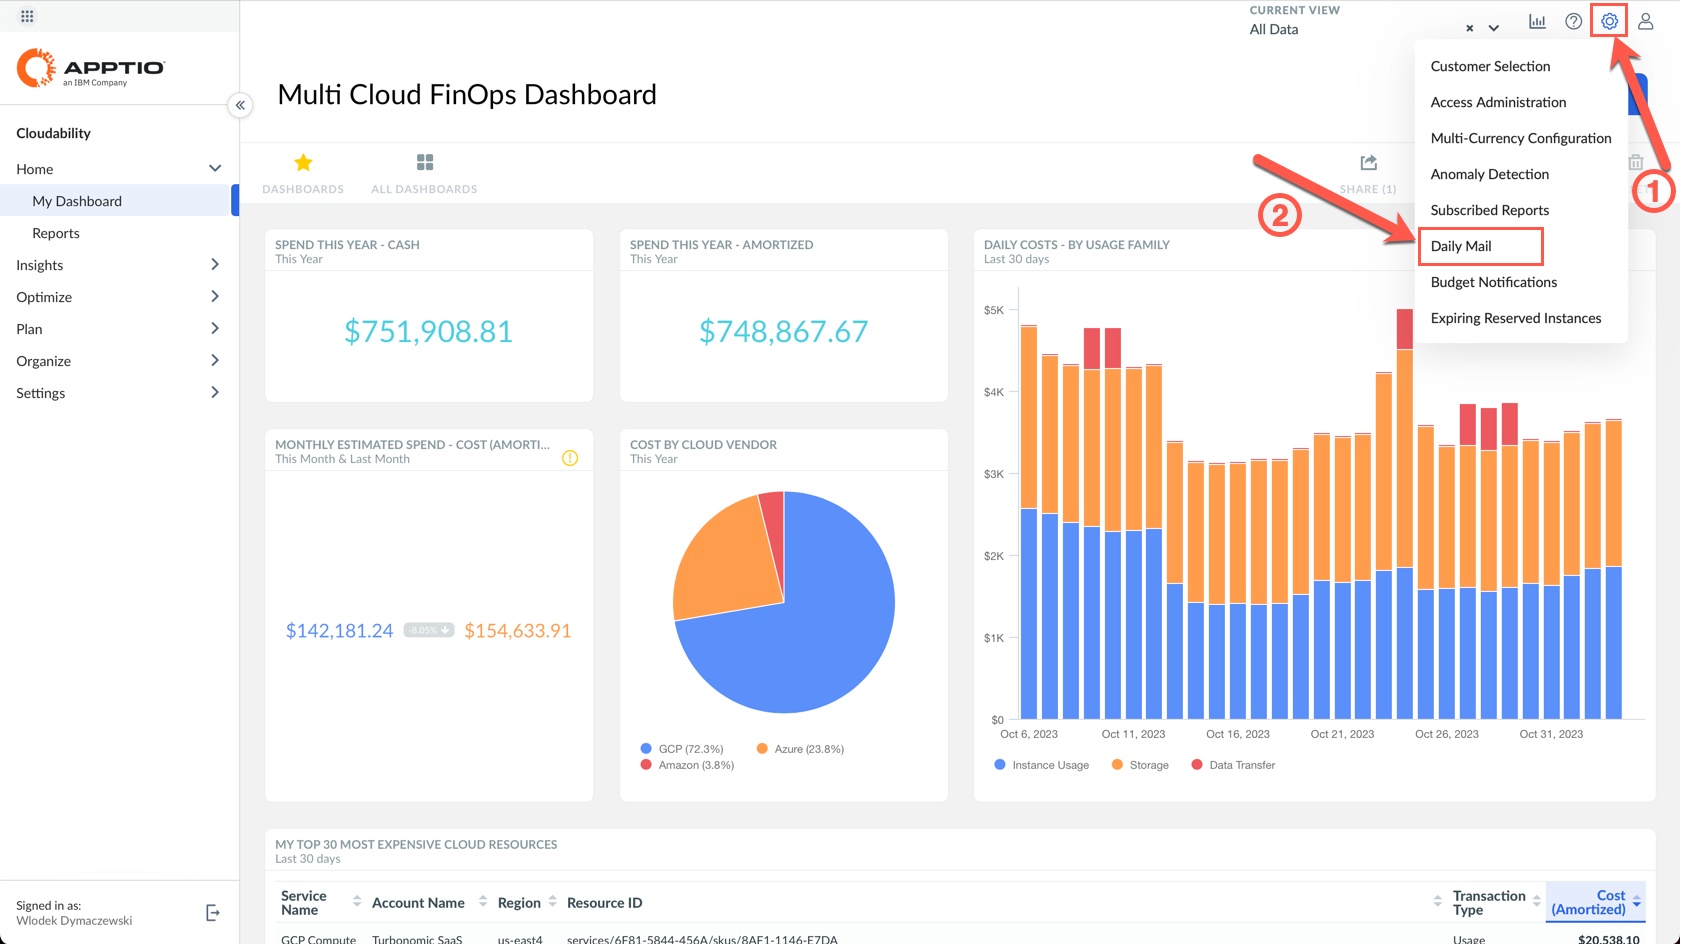 CURRENT VIEW
All Data
APPTIO
an IBM Company
Multi Cloud FinOps Dashboard
Customer Selection
Access Administration
Multi-Currency Configuration
Anomaly Detection
Subscribed Reports
Daily Mail
Budget Notifications
Expiring Reserved Instances
1
2
Cloudability
Home
My Dashboard
Reports
Insights
Optimize
Plan
Organize
Settings
DASHBOARDS
ALL DASHBOARDS
SHARE (1)
SPEND THIS YEAR - CASH
This Year
$751,908.81
SPEND THIS YEAR - AMORTIZED
This Year
$748,867.67
DAILY COSTS - BY USAGE FAMILY
Last 30 days
$5K
$4K
$3K
$2K
$1K
$0
Oct 6, 2023
Oct 11, 2023
Oct 16, 2023
Oct 21, 2023
Oct 26, 2023
Oct 31, 2023
Instance Usage
Storage
Data Transfer
MONTHLY ESTIMATED SPEND - COST (AMORTI...
This Month & Last Month
$142,181.24
-8.05%
$154,633.91
COST BY CLOUD VENDOR
This Year
GCP (72.3%)
Azure (23.8%)
Amazon (3.8%)
MY TOP 30 MOST EXPENSIVE CLOUD RESOURCES
Last 30 days
Service Name
Account Name
Region
Resource ID
Transaction Type
Cost (Amortized)
GCP Compute
Turbonomic SaaS
us-east4
services/6F81-5844-456A/skus/8AF1-1146-E7DA
Usage
$20,538.10
Signed in as:
Wlodek Dymaczewski